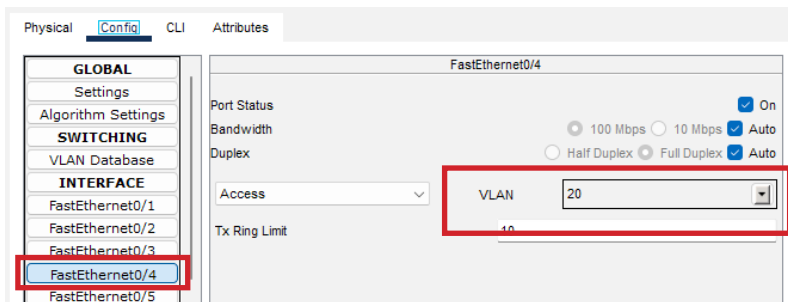 Physical Config CLI Attributes
GLOBAL
Settings
Algorithm Settings
SWITCHING
VLAN Database
INTERFACE
FastEthernet0/1
FastEthernet0/2
FastEthernet0/3
FastEthernet0/4
FastEthernet0/5
FastEthernet0/4
Port Status On
Bandwidth 100 Mbps 10 Mbps Auto
Duplex Half Duplex Full Duplex Auto
Access VLAN 20
Tx Ring Limit 10